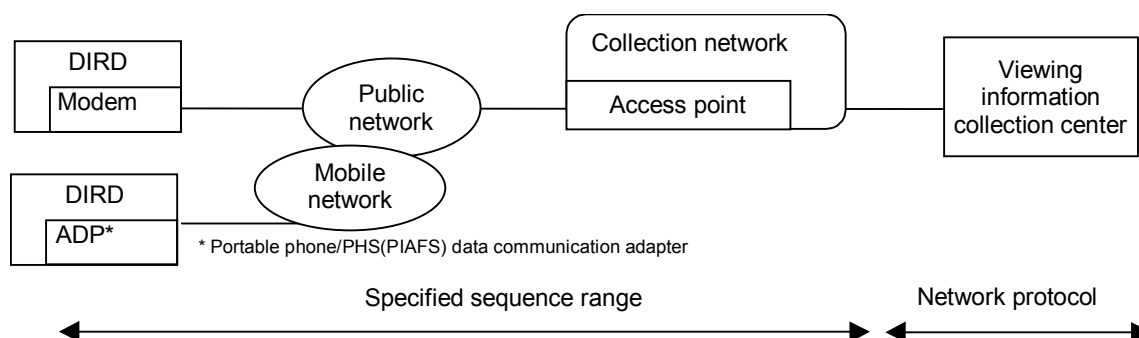 DIRD
Modem
Public
network
Collection network
Access point
Viewing
information
collection center
DIRD
ADP*
Mobile
network
* Portable phone/PHS(PIAFS) data communication adapter
Specified sequence range
Network protocol